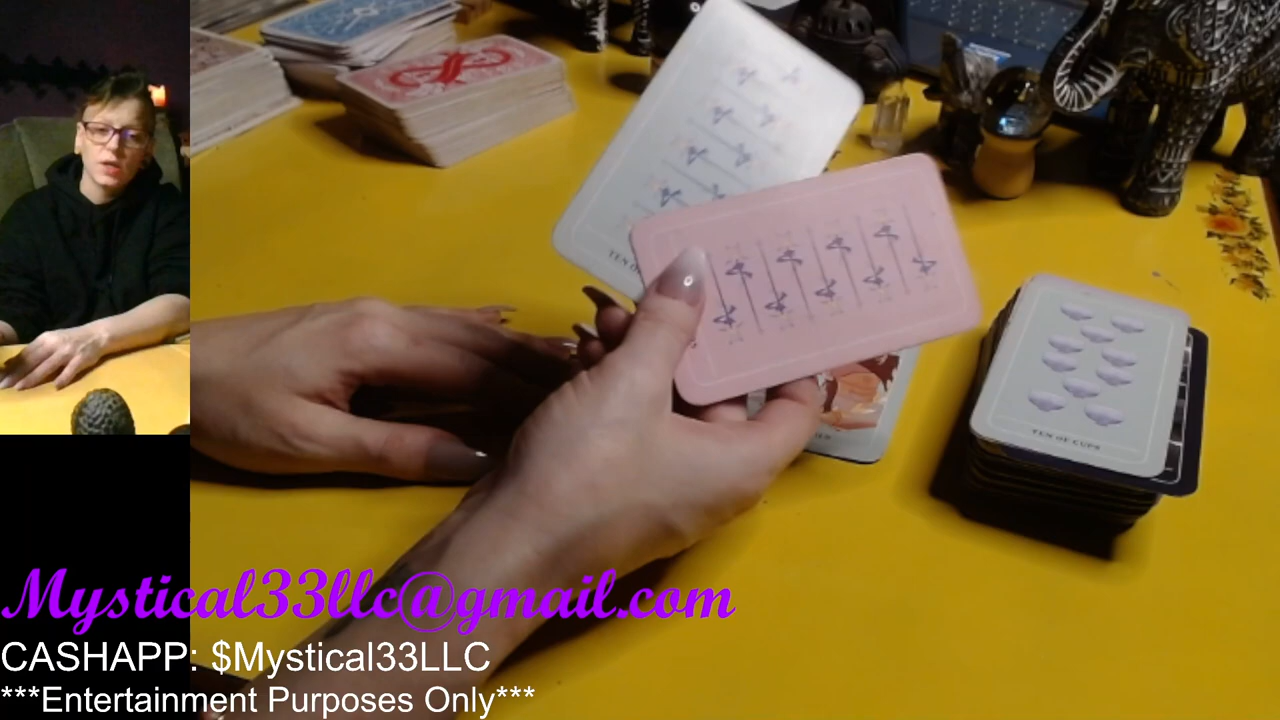 TEN OF CUPS
Mystical33llc@gmail.com
CASHAPP: $Mystical33LLC
***Entertainment Purposes Only***